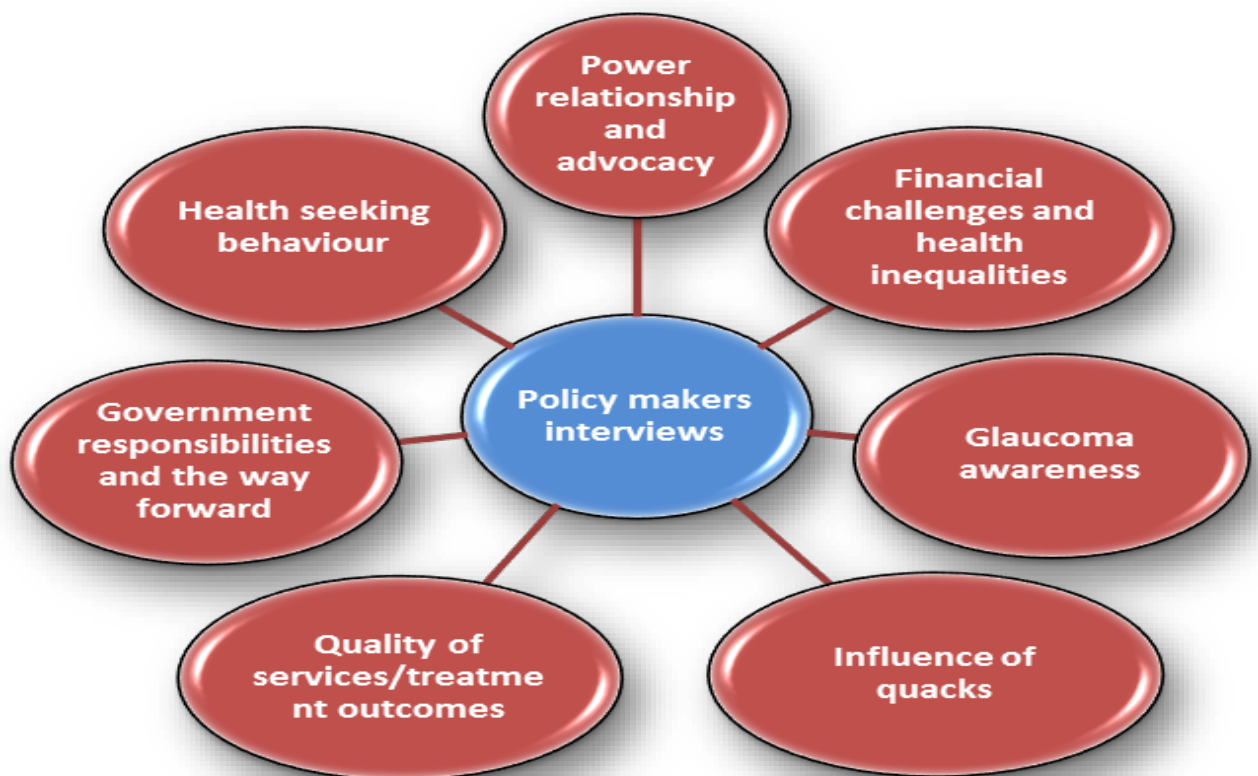 Power
relationship
and
advocacy
Financial
challenges and
health
inequalities
Glaucoma
awareness
Influence of
quacks
Quality of
services/treatme
nt outcomes
Government
responsibilities
and the way
forward
Health seeking
behaviour
Policy makers
interviews